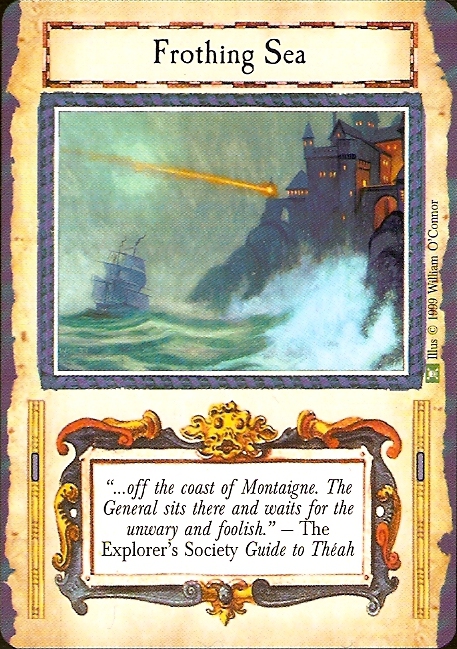 Frothing Sea
Illus © 1999 William O'Connor
“...off the coast of Montaigne. The
General sits there and waits for the
unwary and foolish.” – The
Explorer's Society Guide to Théah